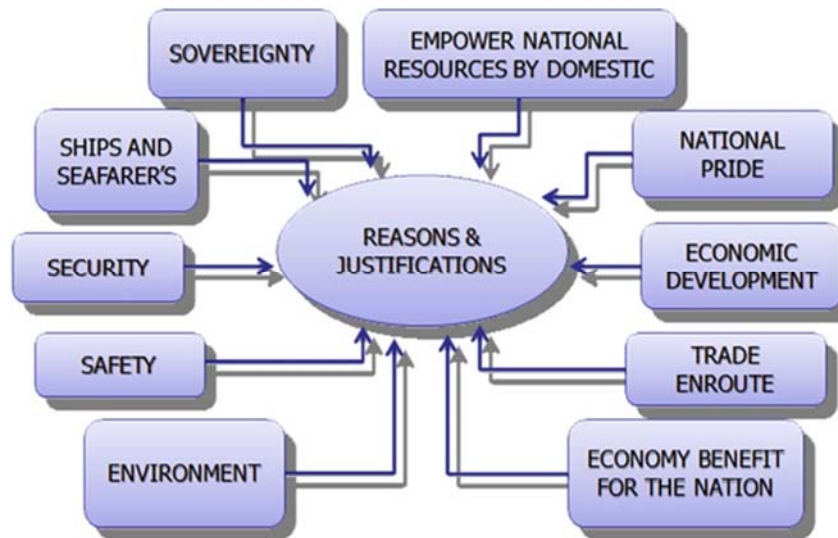 SOVEREIGNTY
EMPOWER NATIONAL
RESOURCES BY DOMESTIC
SHIPS AND
SEAFARER'S
NATIONAL
PRIDE
REASONS &
JUSTIFICATIONS
SECURITY
ECONOMIC
DEVELOPMENT
SAFETY
TRADE
ENROUTE
ENVIRONMENT
ECONOMY BENEFIT
FOR THE NATION